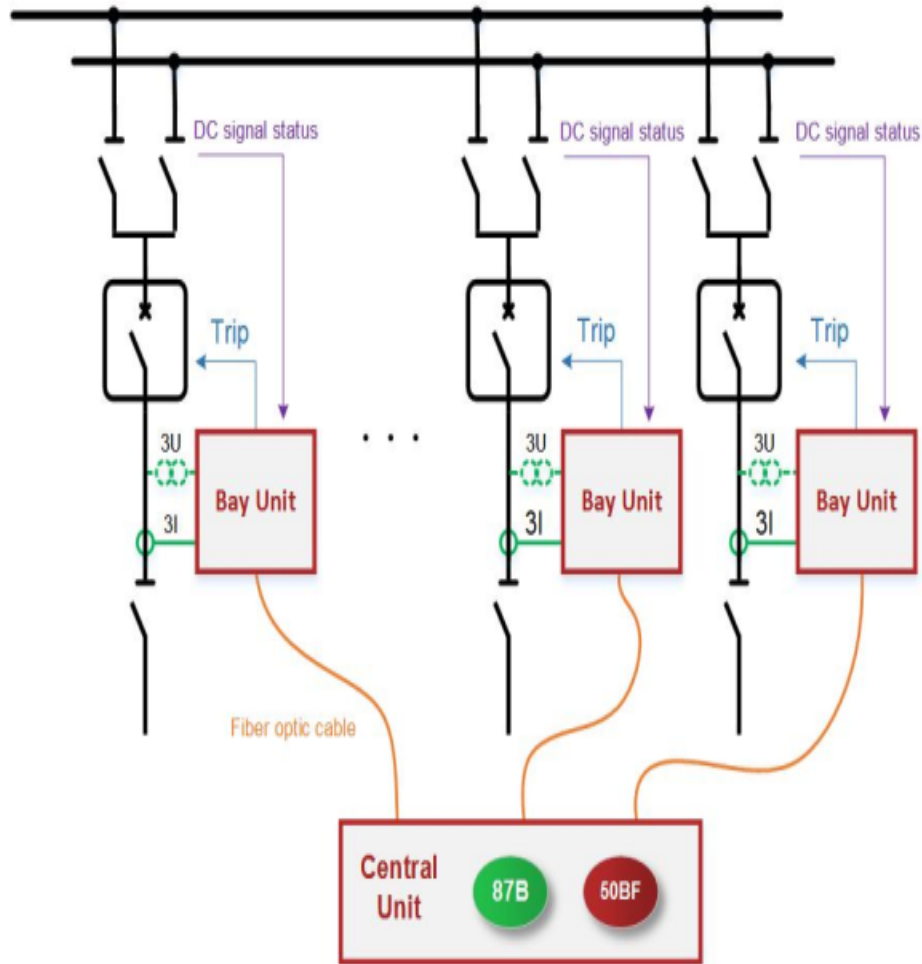 DC signal status
DC signal status
DC signal status
Trip
Trip
Trip
3U
Bay Unit
3I
. . .
3U
Bay Unit
3I
3U
Bay Unit
3I
Fiber optic cable
Central
Unit
87B
50BF